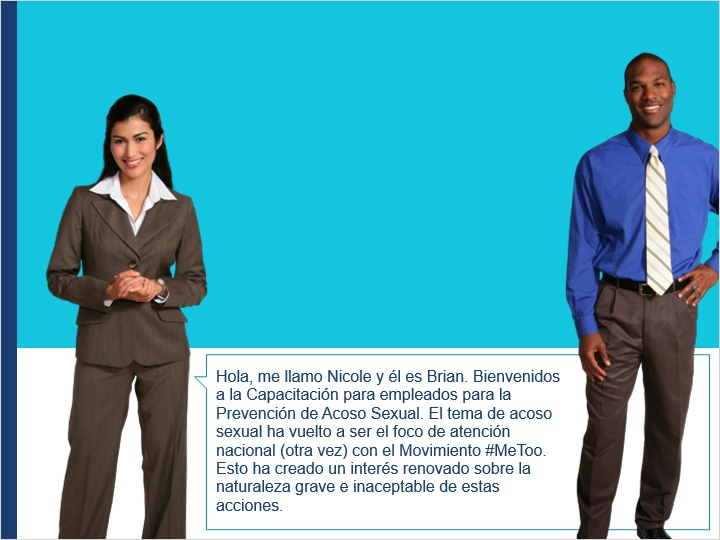 Hola, me llamo Nicole y él es Brian. Bienvenidos
a la Capacitación para empleados para la
Prevención de Acoso Sexual. El tema de acoso
sexual ha vuelto a ser el foco de atención
nacional (otra vez) con el Movimiento #MeToo.
Esto ha creado un interés renovado sobre la
naturaleza grave e inaceptable de estas
acciones.